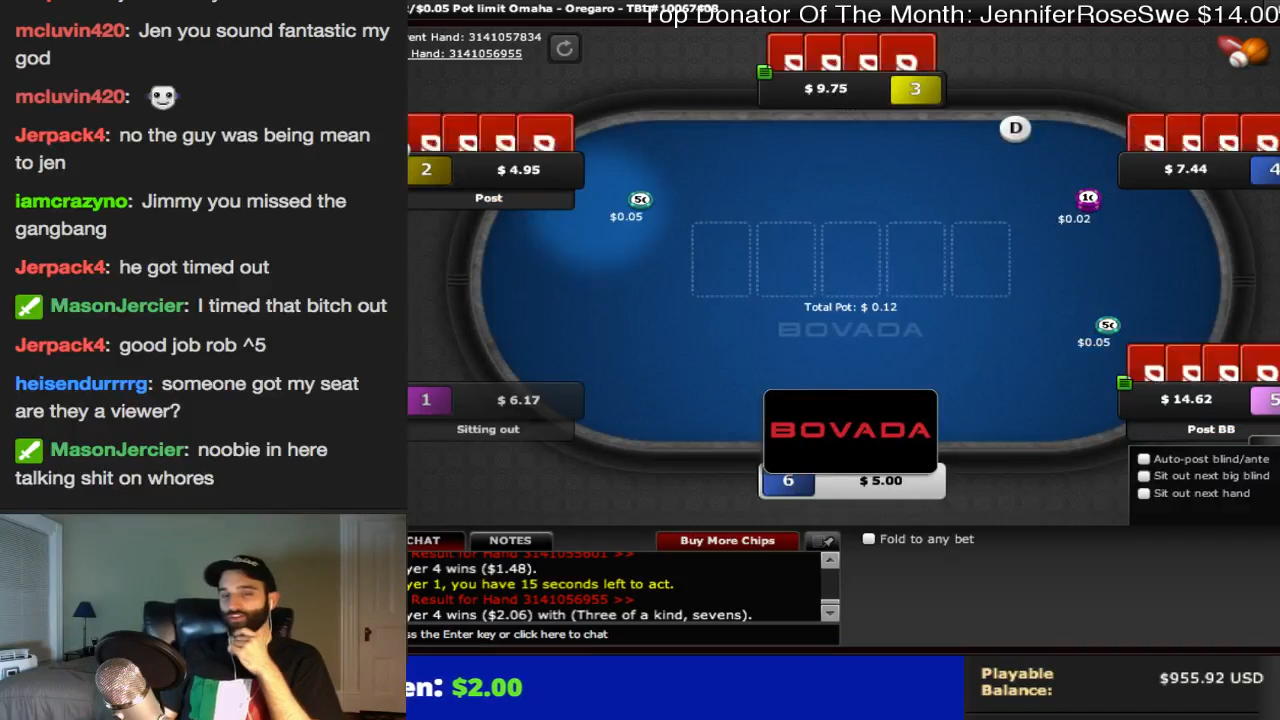 mcluvin420: Jen you sound fantastic my
god
mcluvin420:
Jerpack4: no the guy was being mean
to jen
iamcrazyno: Jimmy you missed the
gangbang
Jerpack4: he got timed out
MasonJercier: I timed that bitch out
Jerpack4: good job rob ^5
heisendurrrrg: someone got my seat
are they a viewer?
MasonJercier: noobie in here
talking shit on whores
/$0.05 Pot limit Omaha - Oregaro -
Top Donator Of The Month: JenniferRoseSwe $14.00
ent Hand: 3141057834
Hand: 3141056955
$ 9.75
3
D
2
$ 4.95
Post
5¢
$0.05
$ 7.44
4
$0.02
Total Pot: $ 0.12
BOVADA
5¢
$0.05
1
$ 6.17
Sitting out
BOVADA
6
$ 5.00
$ 14.62
5
Post BB
Auto-post blind/ante
Sit out next big blind
Sit out next hand
CHAT
NOTES
Buy More Chips
Fold to any bet
Result for Hand 3141055601 >>
yer 4 wins ($1.48).
yer 1, you have 15 seconds left to act.
Result for Hand 3141056955 >>
yer 4 wins ($2.06) with (Three of a kind, sevens).
ss the Enter key or click here to chat
en: $2.00
Playable
Balance:
$955.92 USD